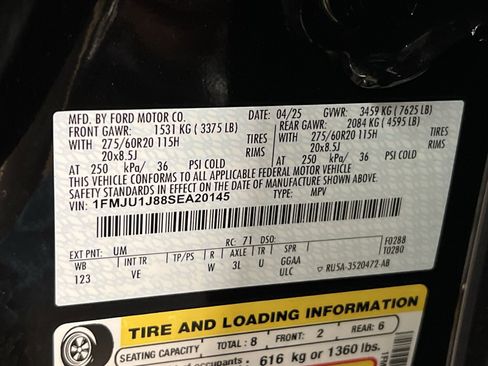 MFD. BY FORD MOTOR CO. DATE: 04/25 GVWR: 3459 KG ( 7625 LB)
FRONT GAWR: 1531 KG ( 3375 LB) REAR GAWR: 2084 KG ( 4595 LB)
WITH 275/60R20 115H TIRES WITH 275/60R20 115H TIRES
20x8.5J RIMS 20x8.5J RIMS
AT 250 kPa/ 36 PSI COLD AT 250 kPa/ 36 PSI COLD
THIS VEHICLE CONFORMS TO ALL APPLICABLE FEDERAL MOTOR VEHICLE
SAFETY STANDARDS IN EFFECT ON THE DATE OF MANUFACTURE SHOWN ABOVE.
VIN: 1FMJU1J88SEA20145 TYPE: MPV
EXT PNT: UM RC: 71 DSO: F0288
WB INT TR TP/PS R AXLE TR SPR T0280
123 VE W 3L U GGAA
ULC RU5A-3520472-AB
TIRE AND LOADING INFORMATION
SEATING CAPACITY TOTAL: 8 FRONT: 2 REAR: 6
occupants. 616 kg or 1360 lbs.